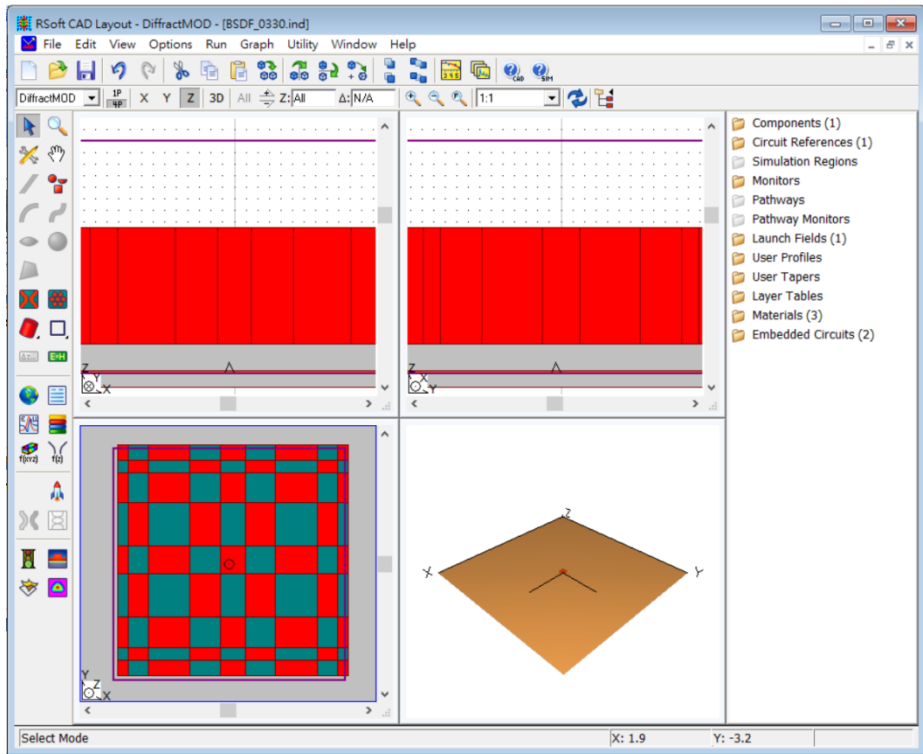 RSoft CAD Layout - DiffractMOD - [BSDF_0330.ind]
File Edit View Options Run Graph Utility Window Help
CAD SIM
DiffractMOD 1P 4P X Y Z 3D All Z: All Δ: N/A 1:1
Components (1)
Circuit References (1)
Simulation Regions
Monitors
Pathways
Pathway Monitors
Launch Fields (1)
User Profiles
User Tapers
Layer Tables
Materials (3)
Embedded Circuits (2)
Z Y X
Z X Y
f(xyz) f(z)
Z
X Y
Y Z X
Select Mode X: 1.9 Y: -3.2